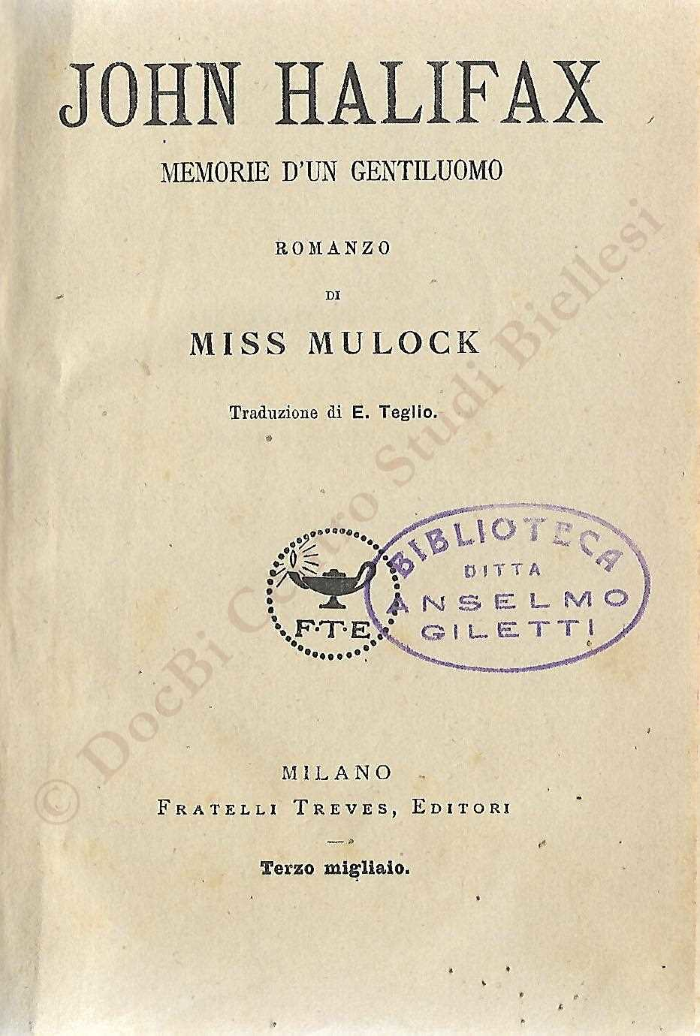 JOHN HALIFAX
MEMORIE D'UN GENTILUOMO
ROMANZO
DI
MISS MULOCK
Traduzione di E. Teglio.
F·T·E
BIBLIOTECA
DITTA
ANSELMO
GILETTI
MILANO
FRATELLI TREVES, EDITORI
Terzo migliaio.
© DocBi Centro Studi Biellesi